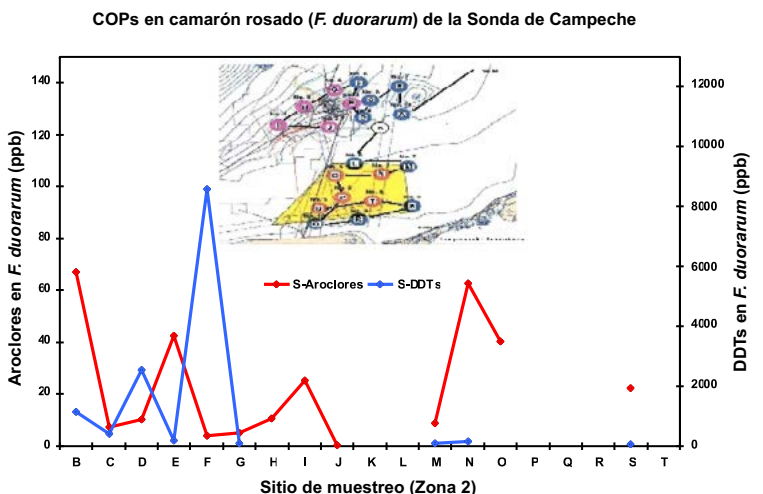 COPs en camarón rosado (F. duorarum) de la Sonda de Campeche
Aroclores en F. duorarum (ppb)
140
120
100
80
60
40
20
0
12000
10000
8000
6000
4000
2000
0
DDTs en F. duorarum (ppb)
S-Aroclores S-DDTs
B C D E F G H I J K L M N O P Q R S T
Sitio de muestreo (Zona 2)